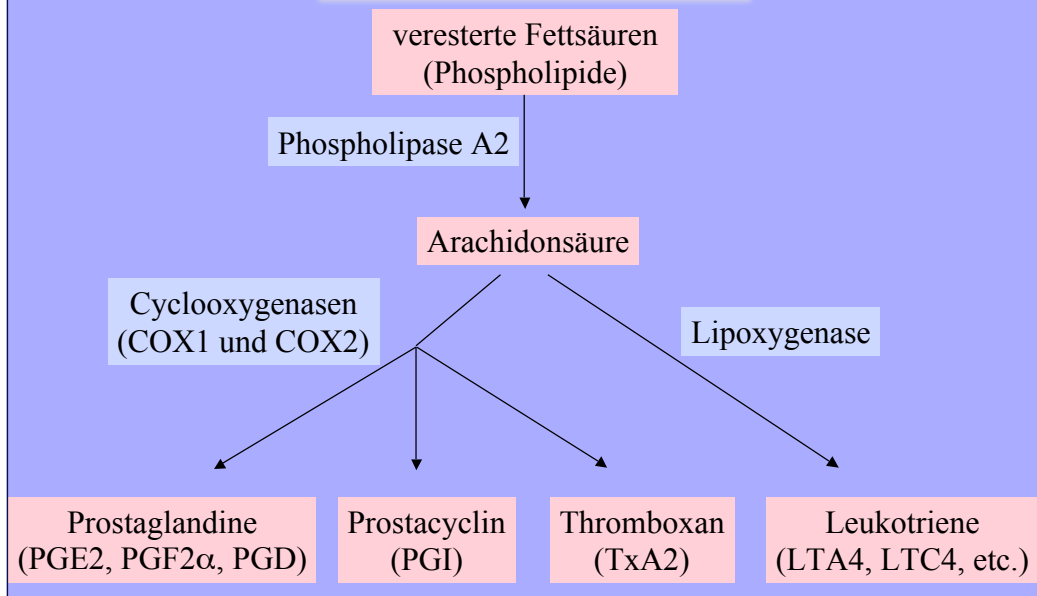 veresterte Fettsäuren
(Phospholipide)
Phospholipase A2
Arachidonsäure
Cyclooxygenasen
(COX1 und COX2)
Lipoxygenase
Prostaglandine
(PGE2, PGF2α, PGD)
Prostacyclin
(PGI)
Thromboxan
(TxA2)
Leukotriene
(LTA4, LTC4, etc.)